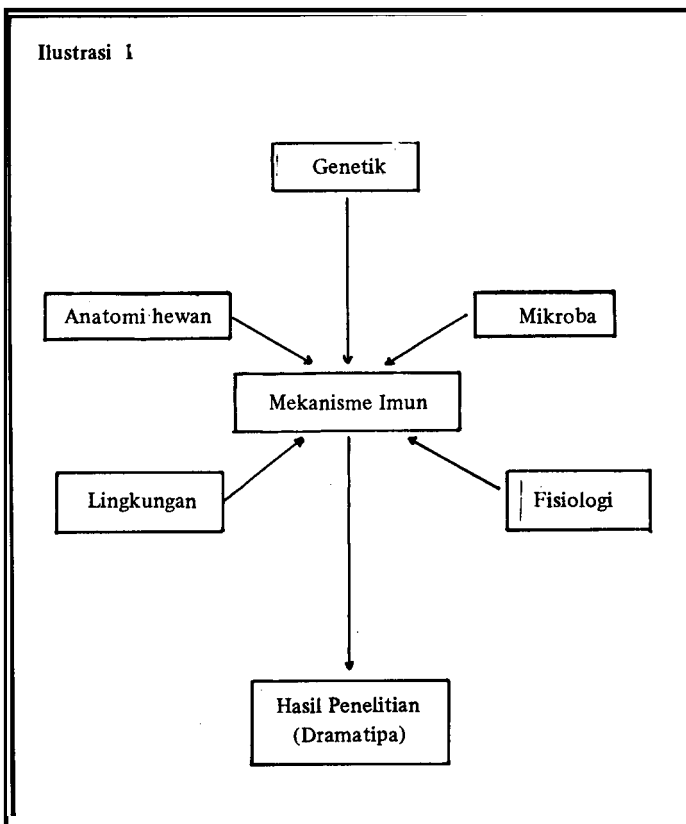 Ilustrasi 1
Genetik
Anatomi hewan
Mikroba
Mekanisme Imun
Lingkungan
Fisiologi
Hasil Penelitian
(Dramatipa)